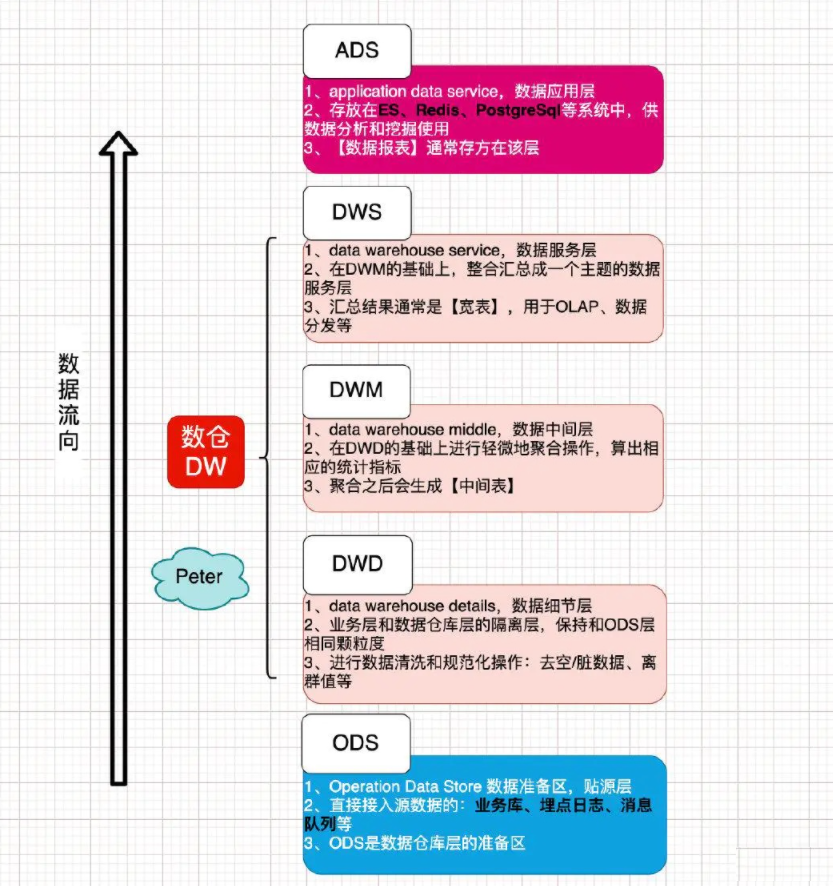 ADS
1、application data service，数据应用层
2、存放在ES、Redis、PostgreSql等系统中，供
数据分析和挖掘使用
3、【数据报表】通常存方在该层
DWS
1、data warehouse service，数据服务层
2、在DWM的基础上，整合汇总成一个主题的数据
服务层
3、汇总结果通常是【宽表】，用于OLAP、数据
分发等
数据流向
DWM
1、data warehouse middle，数据中间层
2、在DWD的基础上进行轻微地聚合操作，算出相
应的统计指标
3、聚合之后会生成【中间表】
数仓
DW
Peter
DWD
1、data warehouse details，数据细节层
2、业务层和数据仓库层的隔离层，保持和ODS层
相同颗粒度
3、进行数据清洗和规范化操作：去空/脏数据、离
群值等
ODS
1、Operation Data Store 数据准备区，贴源层
2、直接接入源数据的：业务库、埋点日志、消息
队列等
3、ODS是数据仓库层的准备区